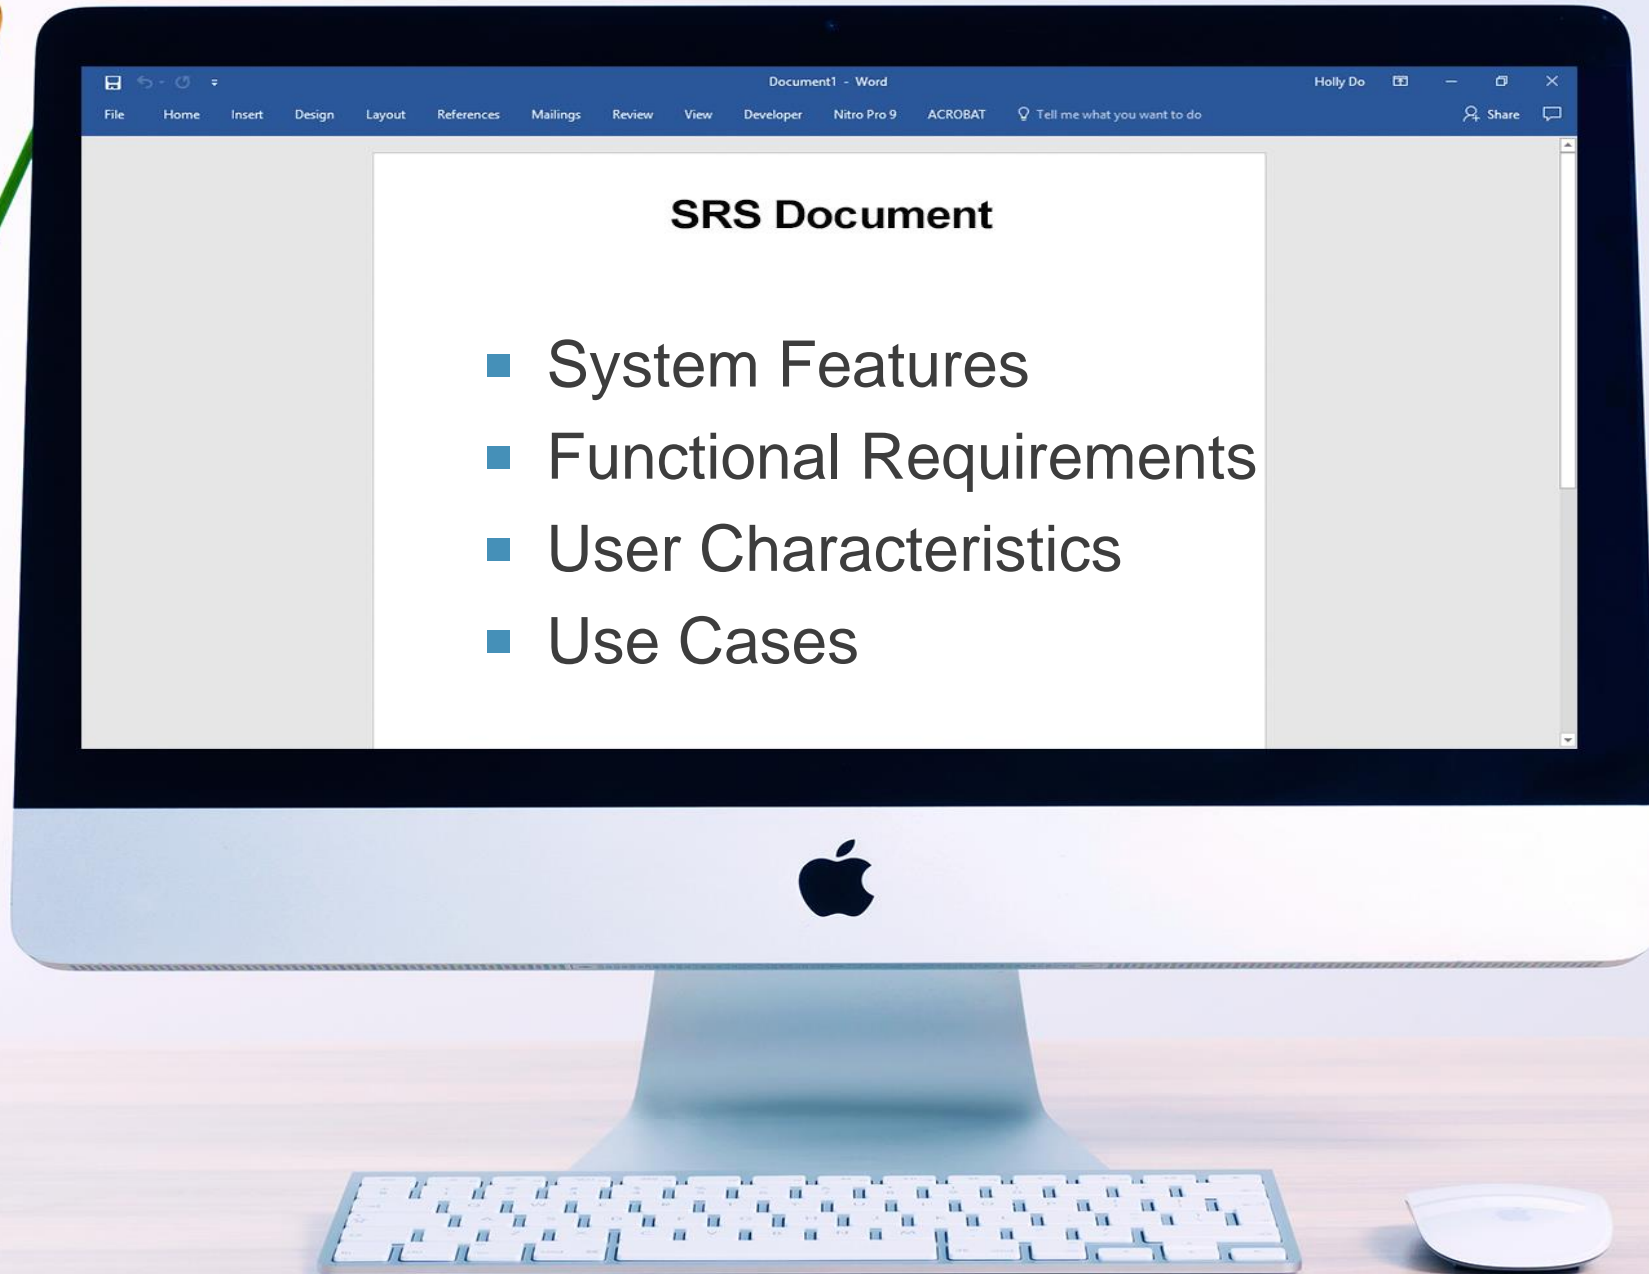 Document1 - Word
Holly Do
File Home Insert Design Layout References Mailings Review View Developer Nitro Pro 9 ACROBAT Tell me what you want to do Share
SRS Document
System Features
Functional Requirements
User Characteristics
Use Cases